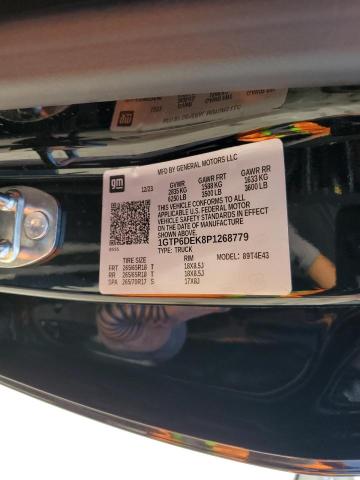 MFD BY GENERAL MOTORS LLC
gm
12/23 GVWR GAWR FRT GAWR RR
2835 KG 1588 KG 1633 KG
6250 LB 3500 LB 3600 LB
THIS VEHICLE CONFORMS TO ALL
APPLICABLE U.S. FEDERAL MOTOR
VEHICLE SAFETY STANDARDS IN EFFECT
ON THE DATE OF MANUFACTURE
SHOWN ABOVE.
1GTP6DEK8P1268779
TYPE: TRUCK
TIRE SIZE RIM MODEL: 89T4E43
FRT 265/65R18 T 18X8.5J
RR 265/65R18 T 18X8.5J
SPA 265/70R17 S 17X8J